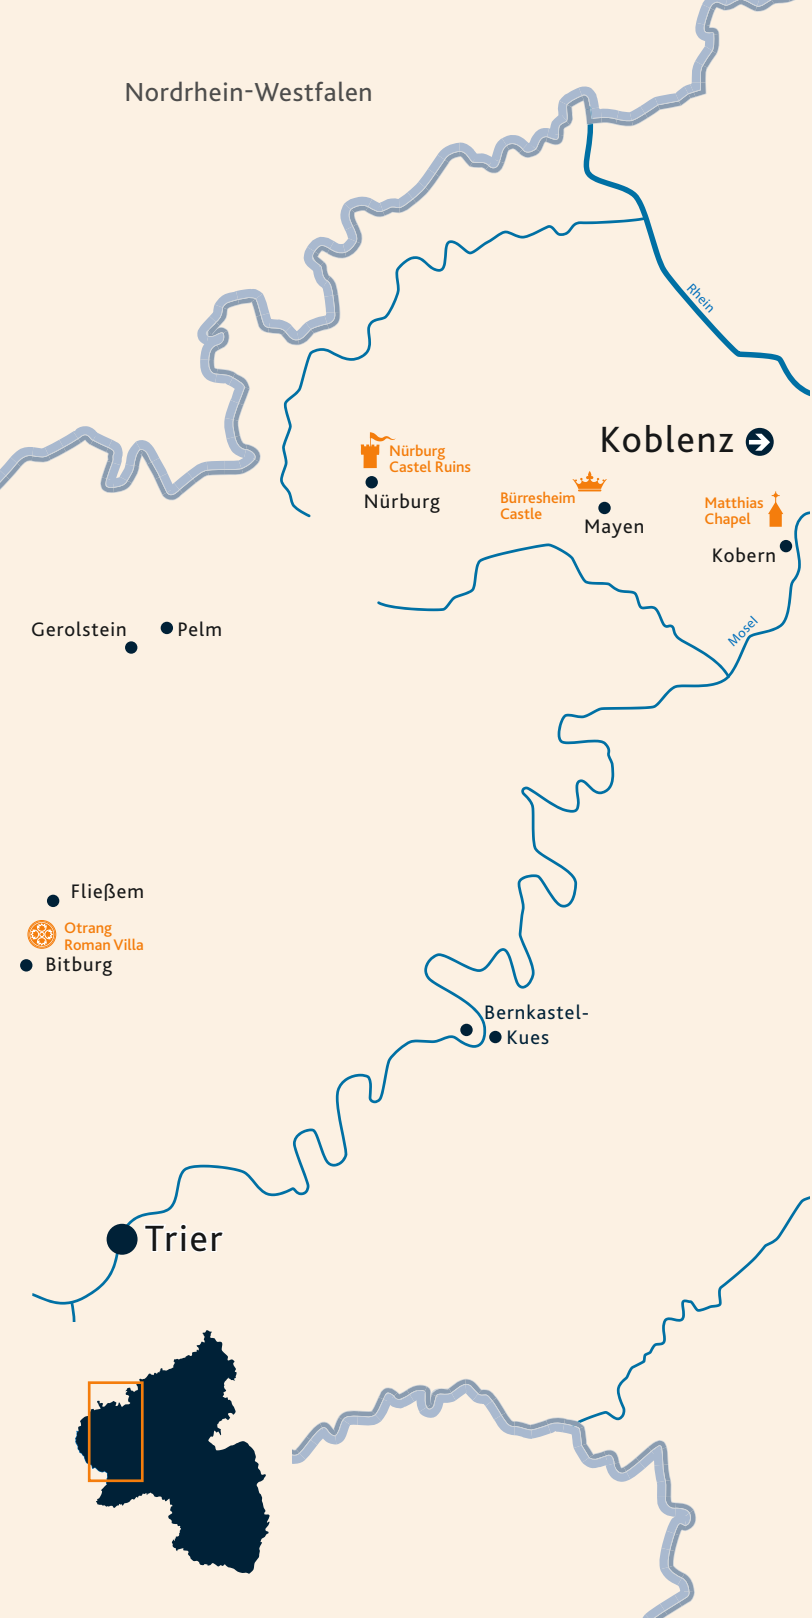 Nordrhein-Westfalen
Rhein
Koblenz
Nürburg
Castel Ruins
Nürburg
Bürresheim
Castle
Mayen
Matthias
Chapel
Kobern
Mosel
Gerolstein
Pelm
Fließem
Otrang
Roman Villa
Bitburg
Bernkastel-
Kues
Trier